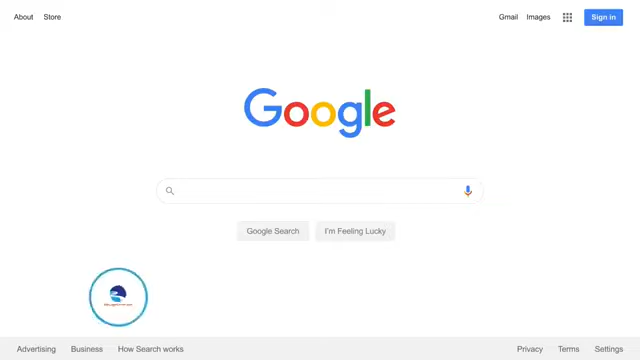 About Store Gmail Images Sign in
Google
Google Search I'm Feeling Lucky
Advertising Business How Search works Privacy Terms Settings